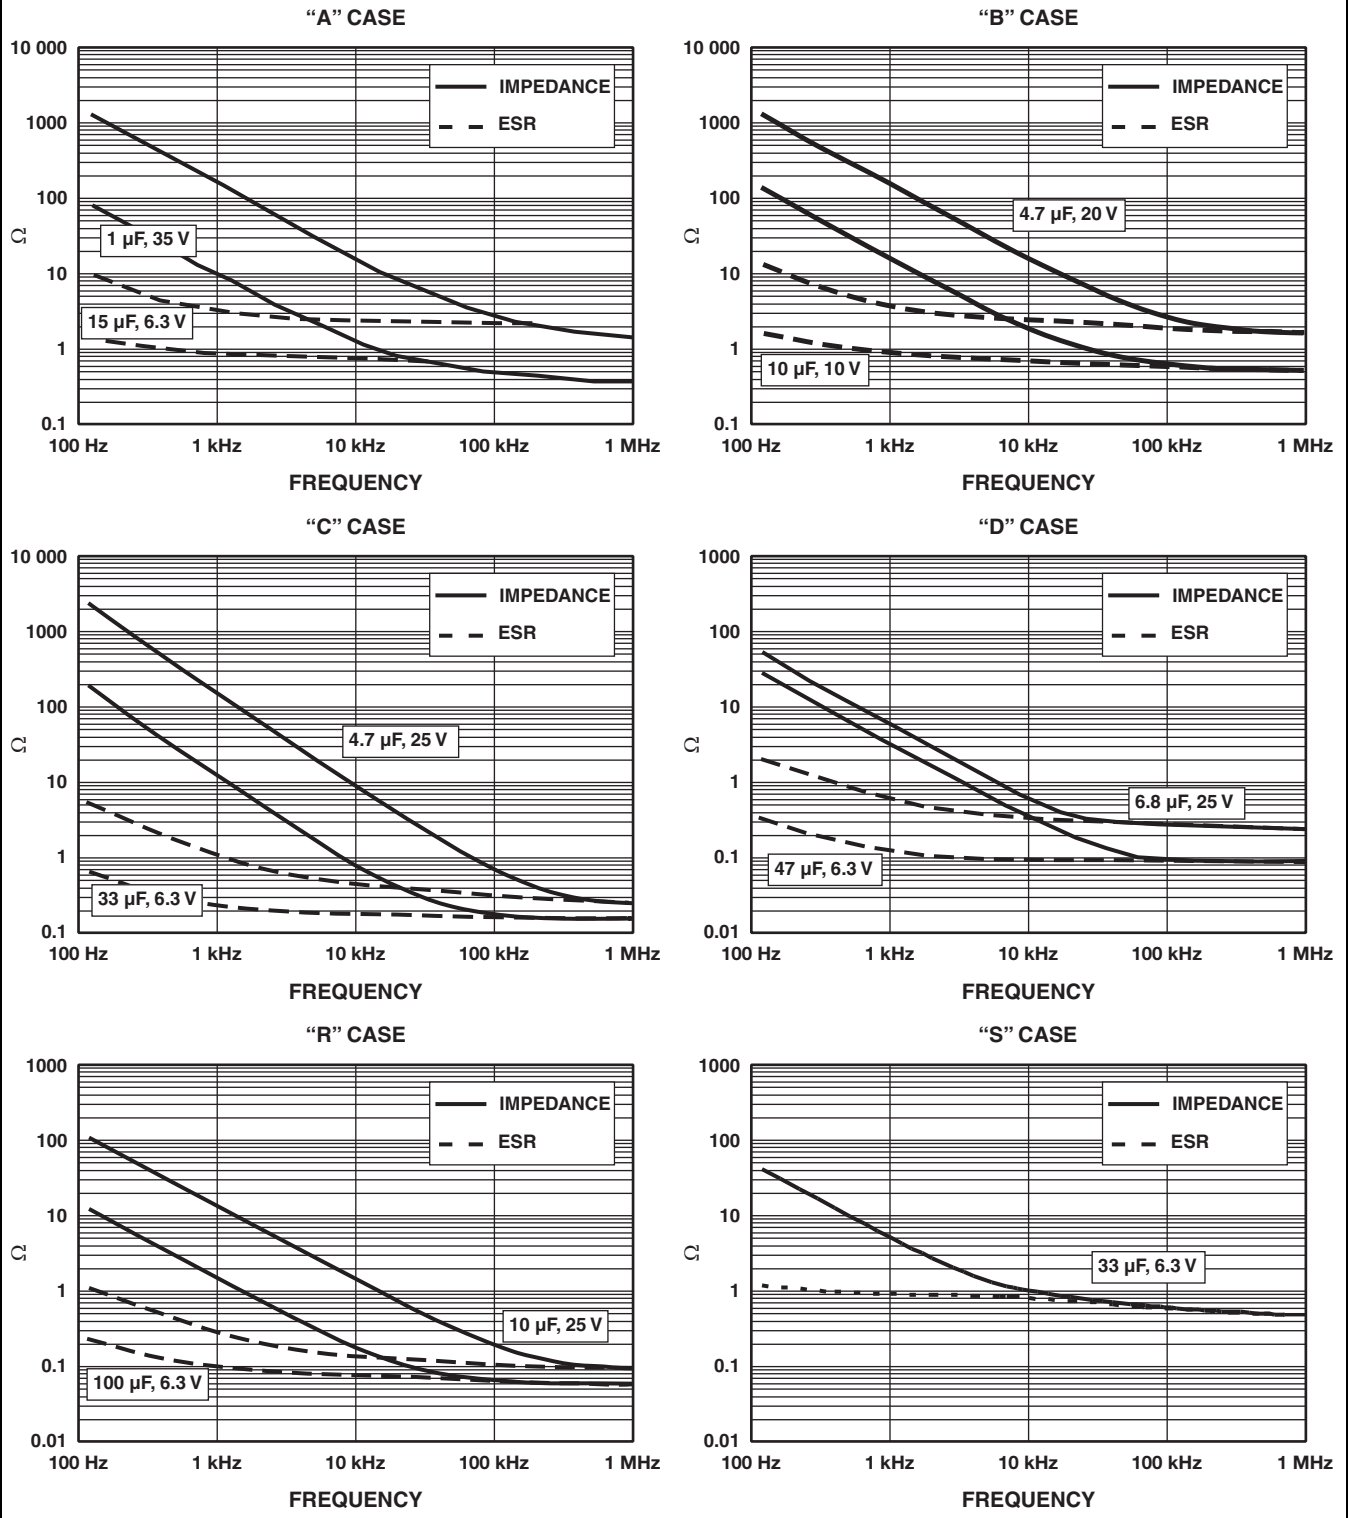 “A” CASE
10 000
1000
100
10
1
0.1
Ω
IMPEDANCE
ESR
1 µF, 35 V
15 µF, 6.3 V
100 Hz 1 kHz 10 kHz 100 kHz 1 MHz
FREQUENCY
“B” CASE
10 000
1000
100
10
1
0.1
Ω
IMPEDANCE
ESR
4.7 µF, 20 V
10 µF, 10 V
100 Hz 1 kHz 10 kHz 100 kHz 1 MHz
FREQUENCY
“C” CASE
10 000
1000
100
10
1
0.1
Ω
IMPEDANCE
ESR
4.7 µF, 25 V
33 µF, 6.3 V
100 Hz 1 kHz 10 kHz 100 kHz 1 MHz
FREQUENCY
“D” CASE
1000
100
10
1
0.1
0.01
Ω
IMPEDANCE
ESR
6.8 µF, 25 V
47 µF, 6.3 V
100 Hz 1 kHz 10 kHz 100 kHz 1 MHz
FREQUENCY
“R” CASE
1000
100
10
1
0.1
0.01
Ω
IMPEDANCE
ESR
10 µF, 25 V
100 µF, 6.3 V
100 Hz 1 kHz 10 kHz 100 kHz 1 MHz
FREQUENCY
“S” CASE
1000
100
10
1
0.1
0.01
Ω
IMPEDANCE
ESR
33 µF, 6.3 V
100 Hz 1 kHz 10 kHz 100 kHz 1 MHz
FREQUENCY